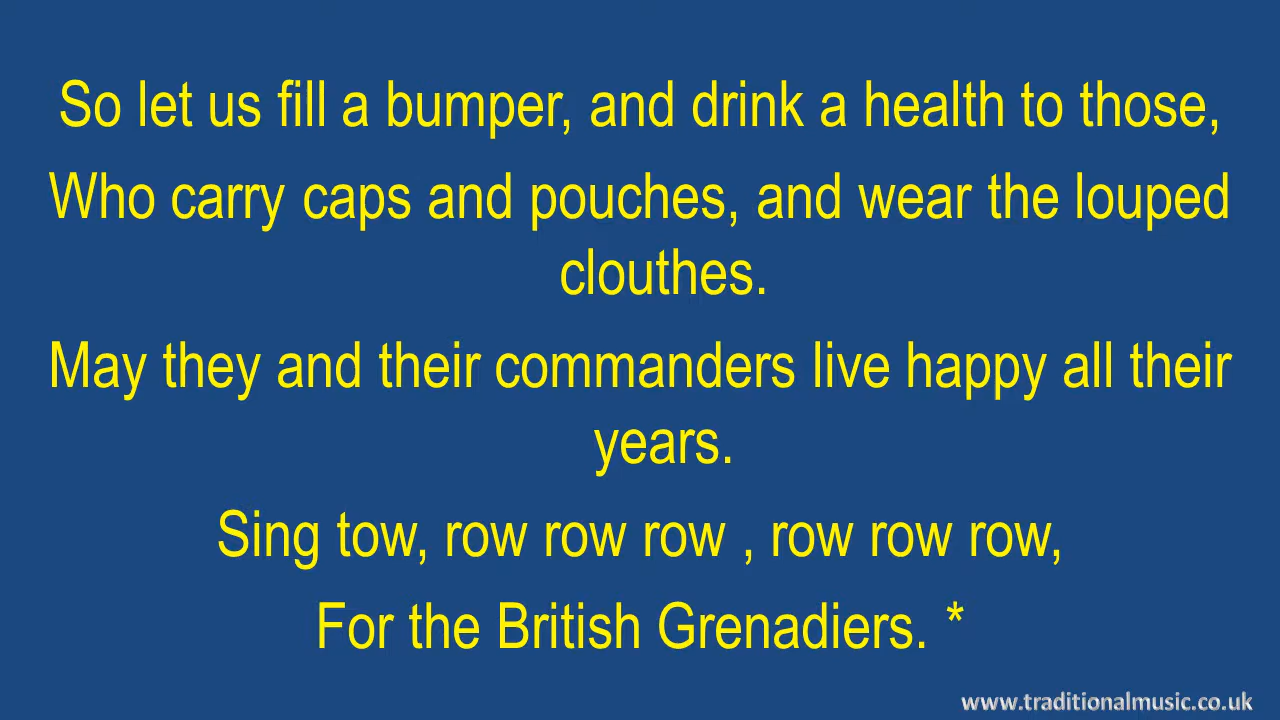 So let us fill a bumper, and drink a health to those,
Who carry caps and pouches, and wear the louped
clouthes.
May they and their commanders live happy all their
years.
Sing tow, row row row , row row row,
For the British Grenadiers. *
www.traditionalmusic.co.uk